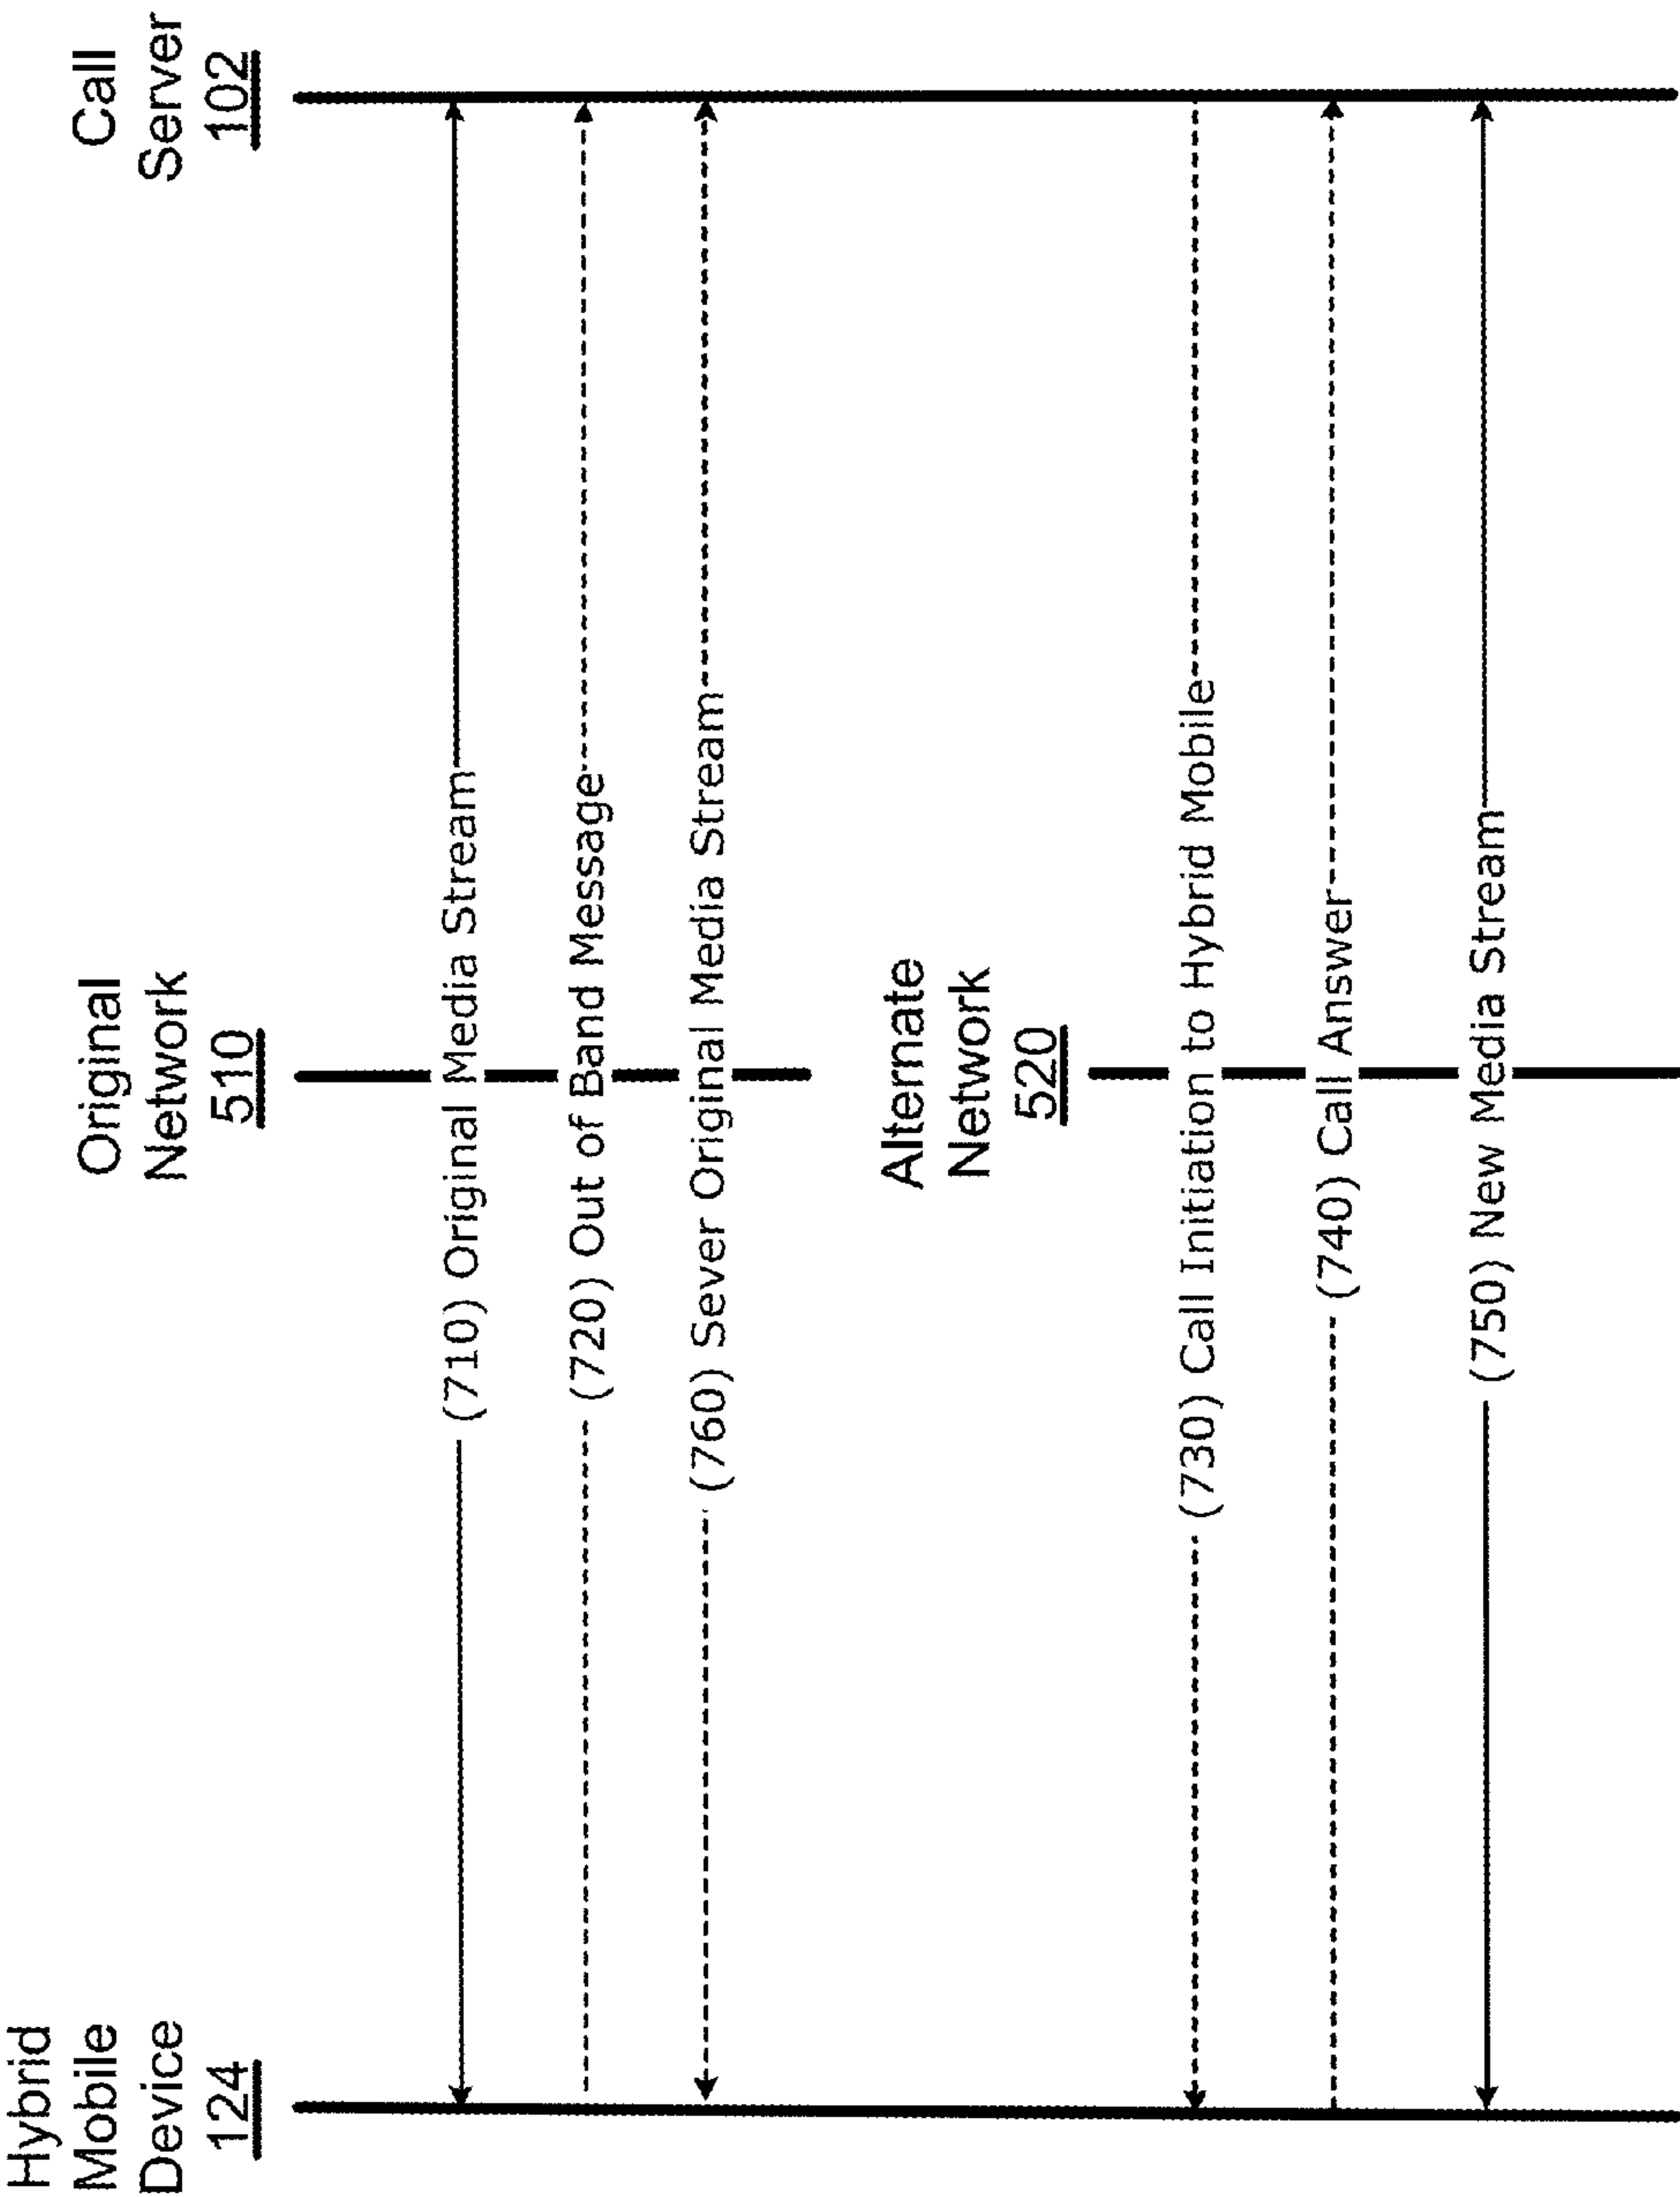 Hybrid
Mobile
Device
124
Original
Network
510
Call
Server
102
(710) Original Media Stream
(720) Out of Band Message
(760) Sever Original Media Stream
Alternate
Network
520
(730) Call Initiation to Hybrid Mobile
(740) Call Answer
(750) New Media Stream